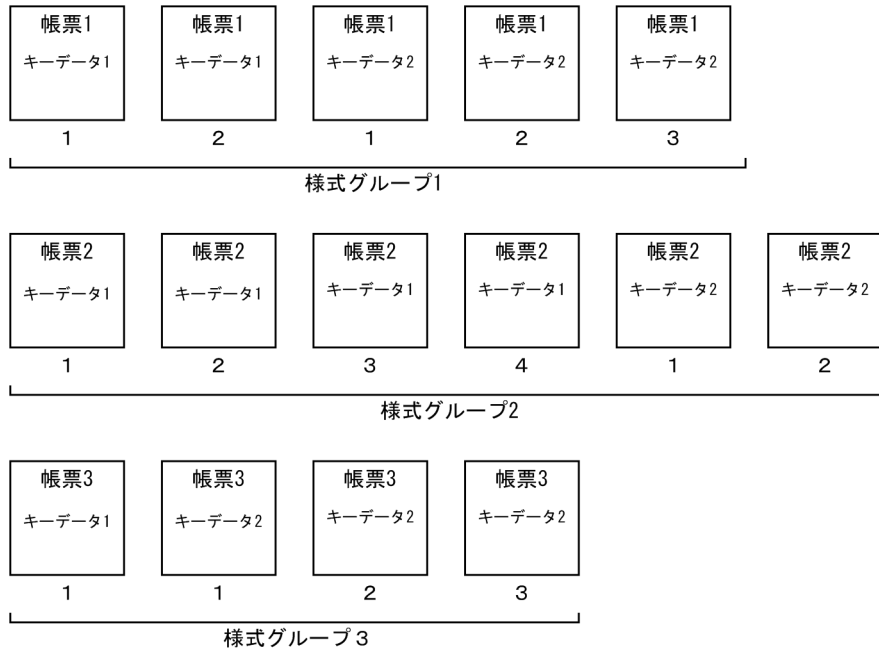 帳票1 帳票1 帳票1 帳票1 帳票1
キーデータ1 キーデータ1 キーデータ2 キーデータ2 キーデータ2
1 2 1 2 3
様式グループ1
帳票2 帳票2 帳票2 帳票2 帳票2 帳票2
キーデータ1 キーデータ1 キーデータ1 キーデータ1 キーデータ2 キーデータ2
1 2 3 4 1 2
様式グループ2
帳票3 帳票3 帳票3 帳票3
キーデータ1 キーデータ2 キーデータ2 キーデータ2
1 1 2 3
様式グループ3